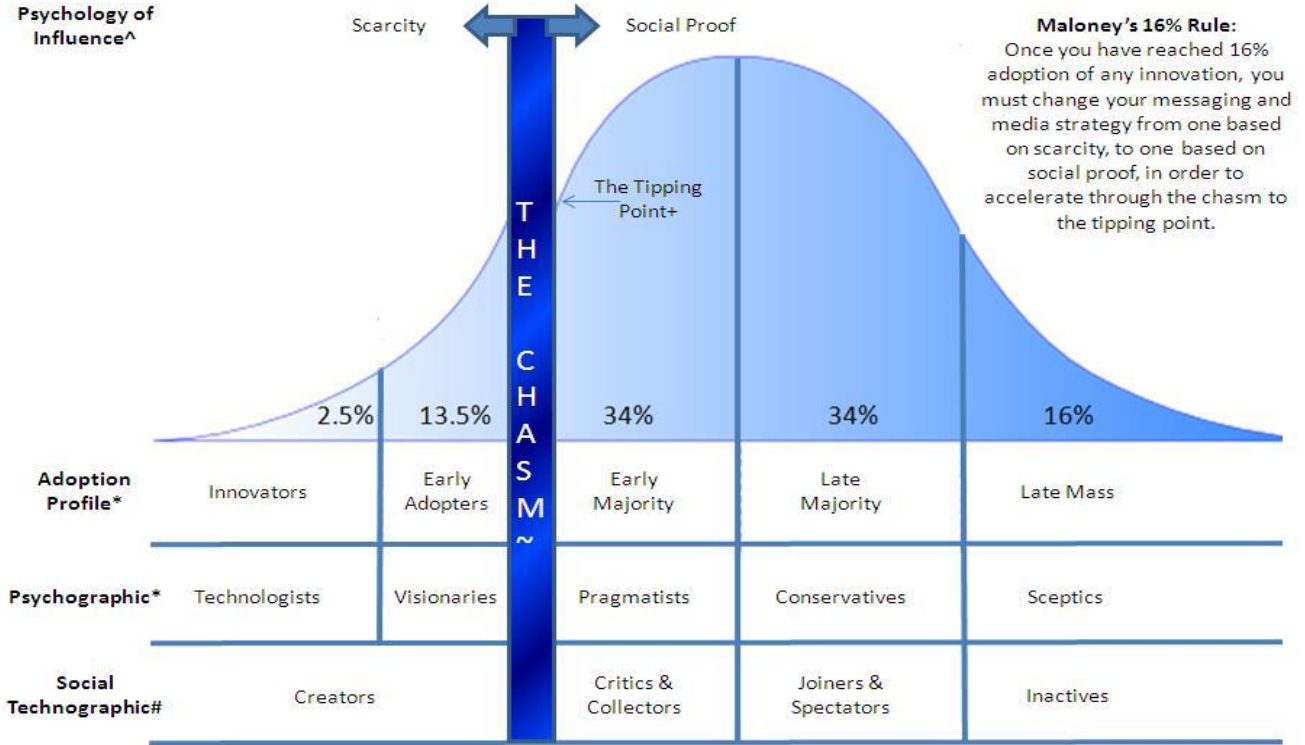 Psychology of
Influence^
Scarcity
Social Proof
Maloney's 16% Rule:
Once you have reached 16%
adoption of any innovation, you
must change your messaging and
media strategy from one based
on scarcity, to one based on
social proof, in order to
accelerate through the chasm to
the tipping point.
The Tipping
Point+
T
H
E
C
H
A
S
M
~
2.5%
13.5%
34%
34%
16%
Adoption
Profile*
Innovators
Early
Adopters
Early
Majority
Late
Majority
Late Mass
Psychographic*
Technologists
Visionaries
Pragmatists
Conservatives
Sceptics
Social
Technographic#
Creators
Critics &
Collectors
Joiners &
Spectators
Inactives